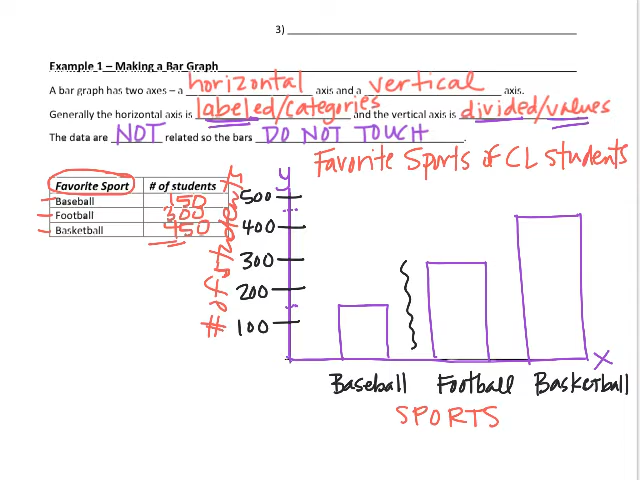 3)
Example 1 – Making a Bar Graph
A bar graph has two axes – a horizontal axis and a vertical axis.
Generally the horizontal axis is labeled/categories and the vertical axis is divided/values
The data are NOT related so the bars DO NOT TOUCH.
Favorite Sports of CL students
Favorite Sport # of students
Baseball 150
Football 300
Basketball 450
# of students
y
500
400
300
200
100
x
Baseball Football Basketball
SPORTS